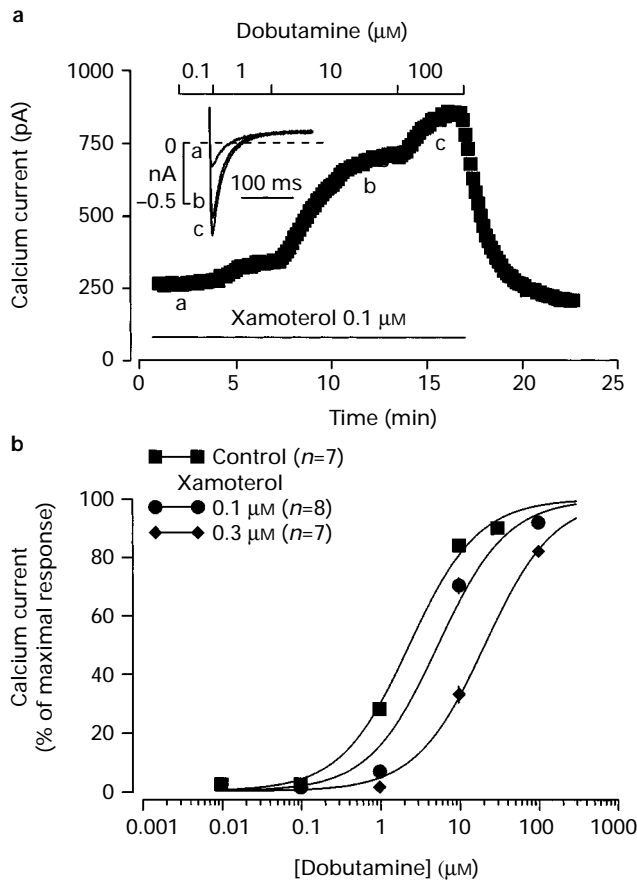 a
Dobutamine (μM)
0.1 1 10 100
1000
750
500
250
0
Calcium current (pA)
0
nA
−0.5
a
b
c
100 ms
a
b
c
Xamoterol 0.1 μM
0 5 10 15 20 25
Time (min)
b
Control (n=7)
Xamoterol
0.1 μM (n=8)
0.3 μM (n=7)
100
80
60
40
20
0
Calcium current
(% of maximal response)
0.001 0.01 0.1 1 10 100 1000
[Dobutamine] (μM)